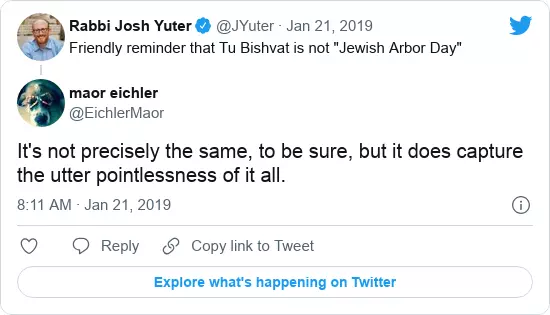 Rabbi Josh Yuter @JYuter · Jan 21, 2019
Friendly reminder that Tu Bishvat is not "Jewish Arbor Day"
maor eichler
@EichlerMaor
It's not precisely the same, to be sure, but it does capture
the utter pointlessness of it all.
8:11 AM · Jan 21, 2019
Reply Copy link to Tweet
Explore what's happening on Twitter